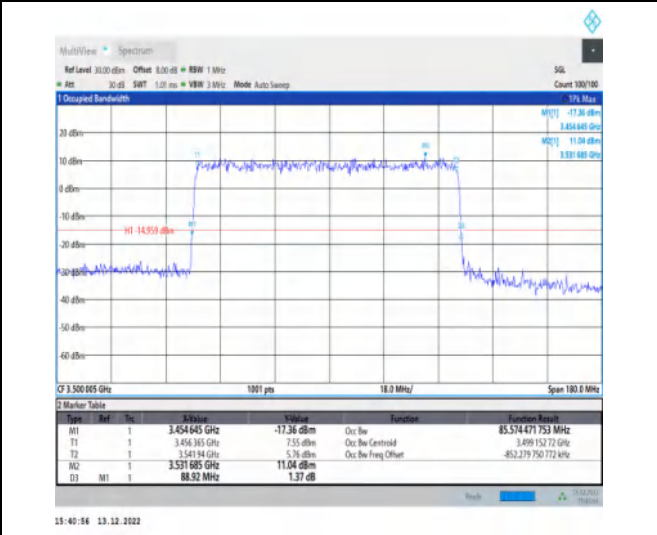 MultiView Spectrum
Ref Level 30.00 dBm Offset 8.00 dB RBW 1 MHz SGL
Att 30 dB SWT 1.01 ms VBW 3 MHz Mode Auto Sweep Count 100/100
1 Occupied Bandwidth 1Pk Max
M1[1] -17.36 dBm
3.454 645 GHz
M2[1] 11.04 dBm
3.531 685 GHz
20 dBm
T1 M2
10 dBm
0 dBm
-10 dBm
M1
H1 -14.959 dBm
-20 dBm
-30 dBm
-40 dBm
-50 dBm
-60 dBm
CF 3.500 005 GHz 1001 pts 18.0 MHz/ Span 180.0 MHz
2 Marker Table
Type Ref Trc X-Value Y-Value Function Function Result
M1 1 3.454 645 GHz -17.36 dBm Occ Bw 85.574 471 753 MHz
T1 1 3.456 365 GHz 7.55 dBm Occ Bw Centroid 3.499 152 72 GHz
T2 1 3.541 94 GHz 5.76 dBm Occ Bw Freq Offset -852.279 750 772 kHz
M2 1 3.531 685 GHz 11.04 dBm
D3 M1 1 88.92 MHz 1.37 dB
Ready
15:40:56 13.12.2022